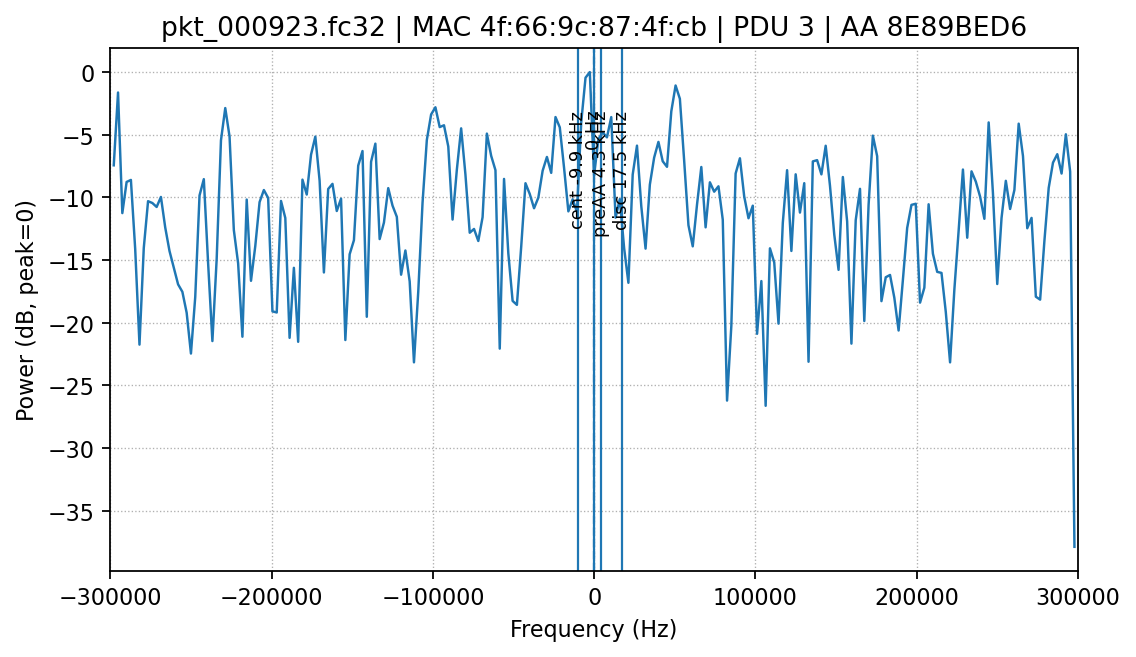 pkt_000923.fc32 | MAC 4f:66:9c:87:4f:cb | PDU 3 | AA 8E89BED6
Power (dB, peak=0)
0
−5
−10
−15
−20
−25
−30
−35
cent -9.9 kHz
0 Hz
preAA 4.3 kHz
disc 17.5 kHz
−300000
−200000
−100000
0
100000
200000
300000
Frequency (Hz)